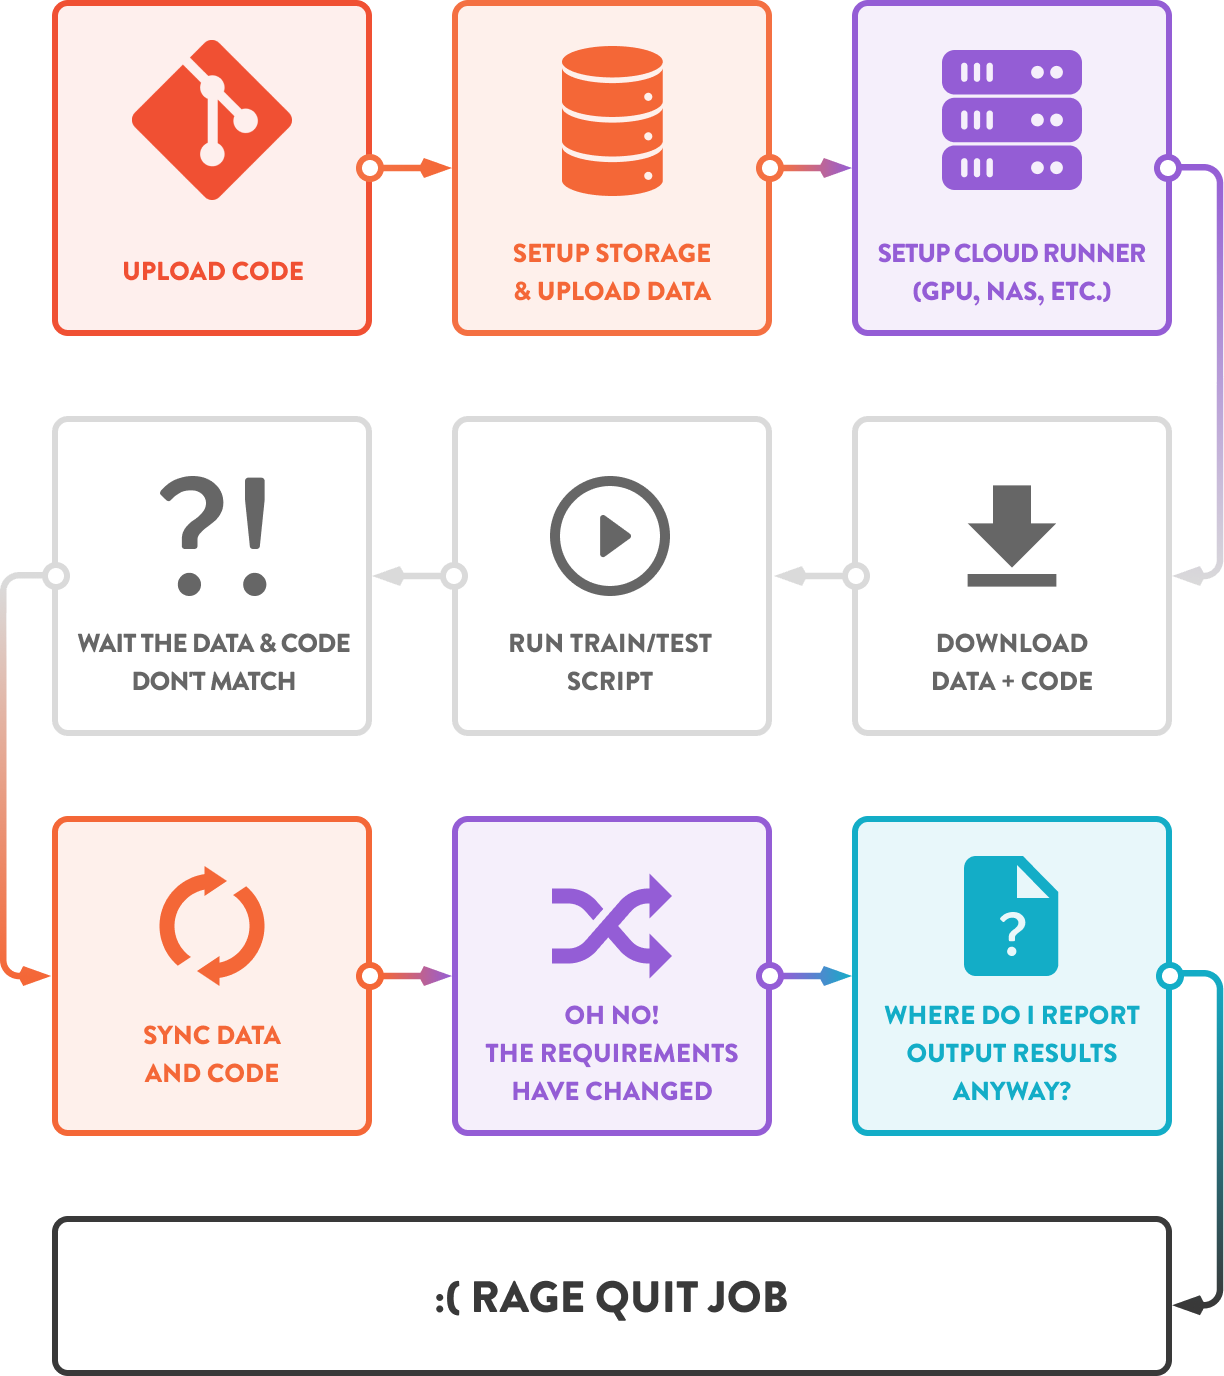 UPLOAD CODE
SETUP STORAGE
& UPLOAD DATA
SETUP CLOUD RUNNER
(GPU, NAS, ETC.)
?!
WAIT THE DATA & CODE
DON'T MATCH
RUN TRAIN/TEST
SCRIPT
DOWNLOAD
DATA + CODE
SYNC DATA
AND CODE
OH NO!
THE REQUIREMENTS
HAVE CHANGED
?
WHERE DO I REPORT
OUTPUT RESULTS
ANYWAY?
:( RAGE QUIT JOB